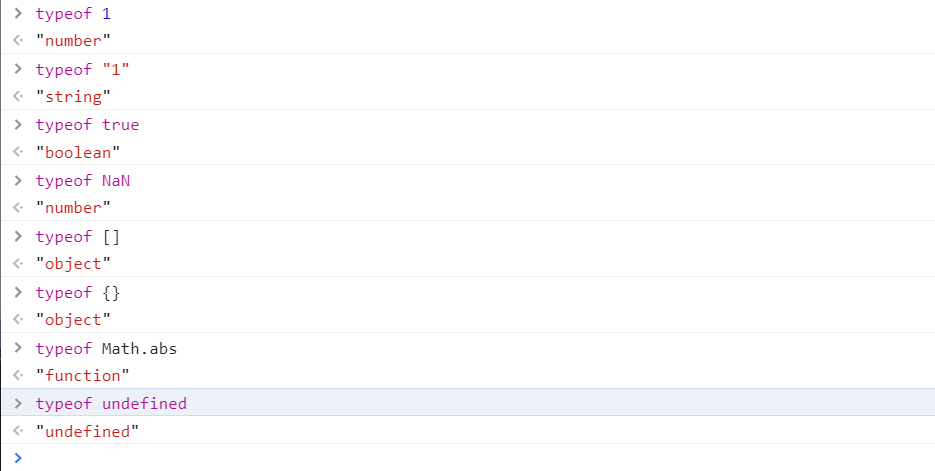 > typeof 1
<· "number"
> typeof "1"
<· "string"
> typeof true
<· "boolean"
> typeof NaN
<· "number"
> typeof []
<· "object"
> typeof {}
<· "object"
> typeof Math.abs
<· "function"
> typeof undefined
<· "undefined"
>